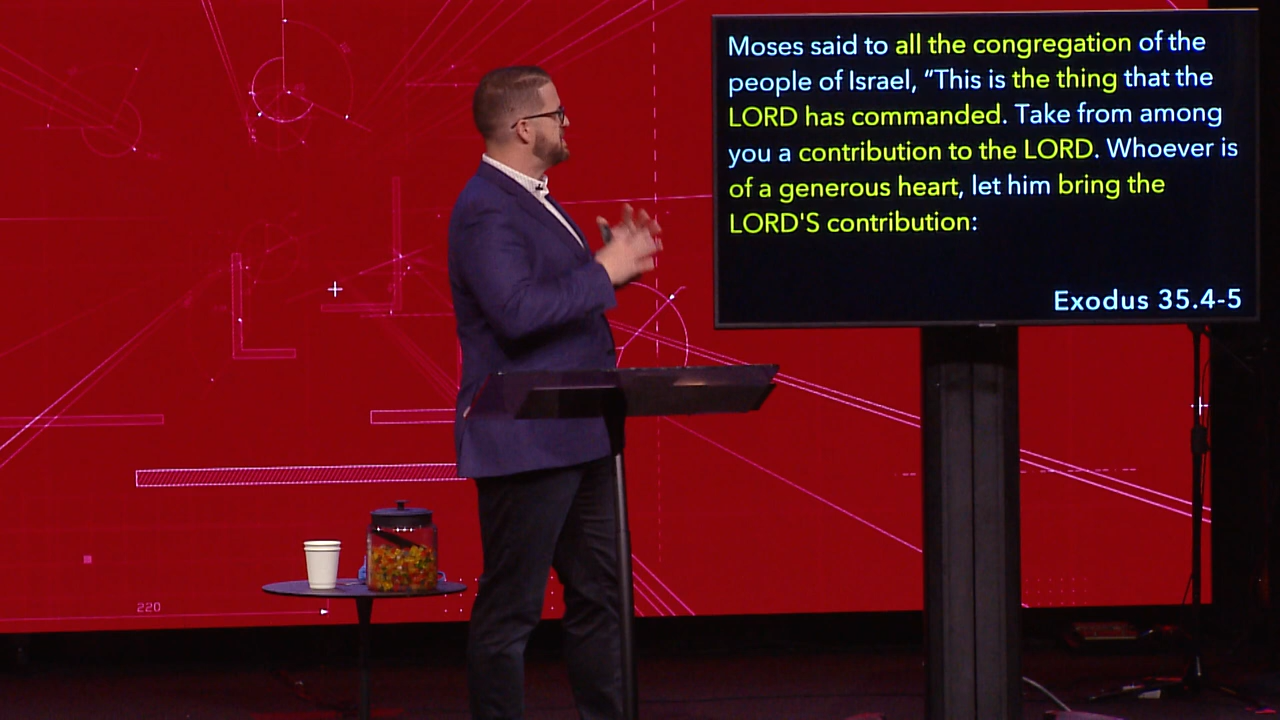 Moses said to all the congregation of the
people of Israel, “This is the thing that the
LORD has commanded. Take from among
you a contribution to the LORD. Whoever is
of a generous heart, let him bring the
LORD'S contribution:
Exodus 35.4-5
220